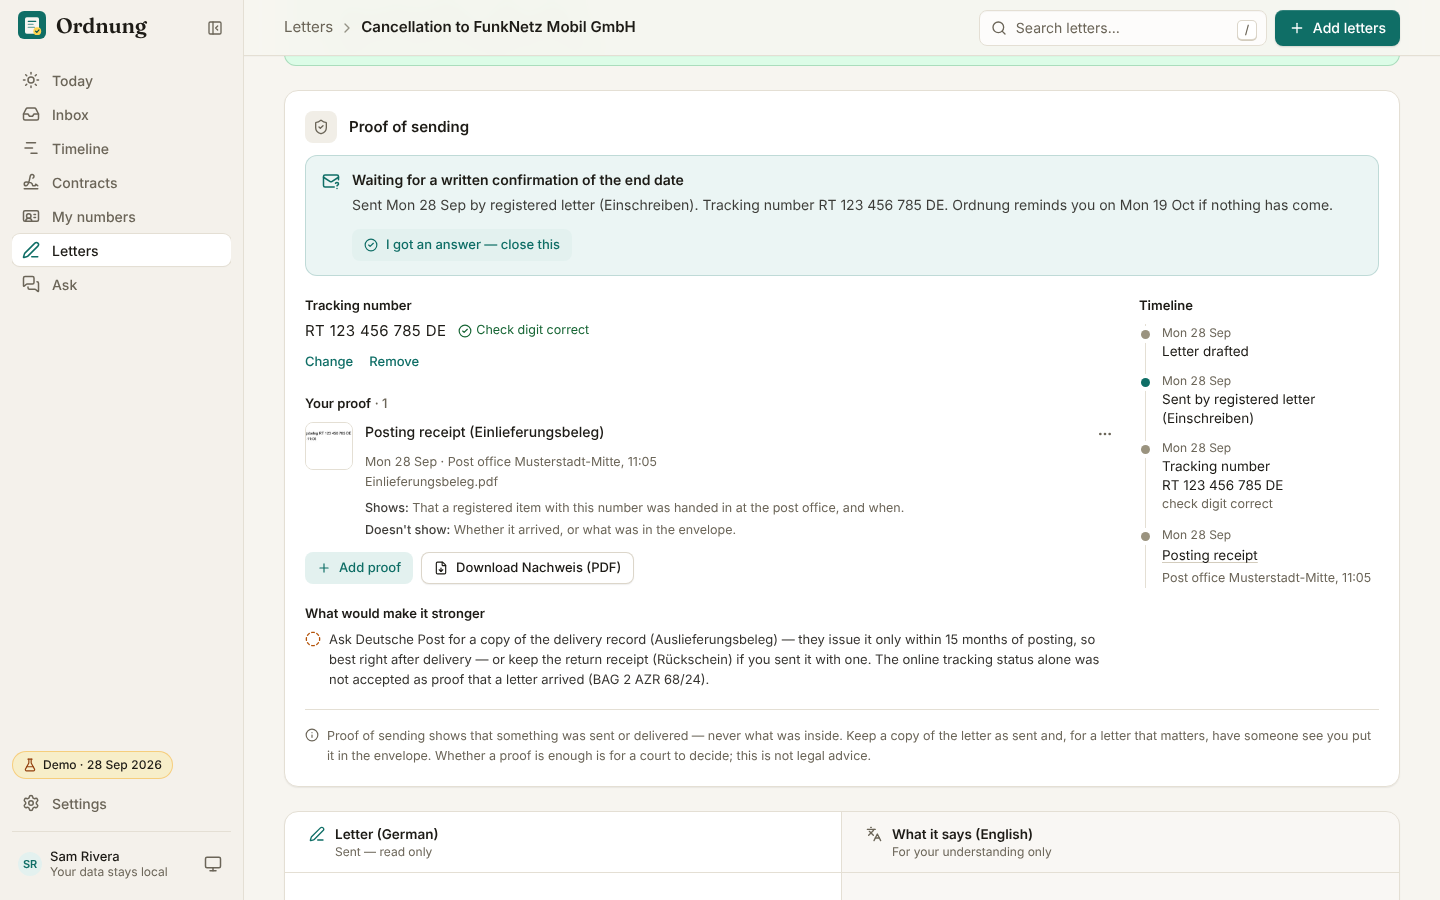 Ordnung
Today
Inbox
Timeline
Contracts
My numbers
Letters
Ask
Demo · 28 Sep 2026
Settings
SR
Sam Rivera
Your data stays local
Letters
Cancellation to FunkNetz Mobil GmbH
Search letters...
/
Add letters
Proof of sending
Waiting for a written confirmation of the end date
Sent Mon 28 Sep by registered letter (Einschreiben). Tracking number RT 123 456 785 DE. Ordnung reminds you on Mon 19 Oct if nothing has come.
I got an answer — close this
Tracking number
RT 123 456 785 DE
Check digit correct
Change
Remove
Your proof · 1
RT 123 456 785 DE
11:05
Posting receipt (Einlieferungsbeleg)
Mon 28 Sep · Post office Musterstadt-Mitte, 11:05
Einlieferungsbeleg.pdf
Shows: That a registered item with this number was handed in at the post office, and when.
Doesn't show: Whether it arrived, or what was in the envelope.
Add proof
Download Nachweis (PDF)
What would make it stronger
Ask Deutsche Post for a copy of the delivery record (Auslieferungsbeleg) — they issue it only within 15 months of posting, so
best right after delivery — or keep the return receipt (Rückschein) if you sent it with one. The online tracking status alone was
not accepted as proof that a letter arrived (BAG 2 AZR 68/24).
Timeline
Mon 28 Sep
Letter drafted
Mon 28 Sep
Sent by registered letter
(Einschreiben)
Mon 28 Sep
Tracking number
RT 123 456 785 DE
check digit correct
Mon 28 Sep
Posting receipt
Post office Musterstadt-Mitte, 11:05
Proof of sending shows that something was sent or delivered — never what was inside. Keep a copy of the letter as sent and, for a letter that matters, have someone see you put
it in the envelope. Whether a proof is enough is for a court to decide; this is not legal advice.
Letter (German)
Sent — read only
What it says (English)
For your understanding only